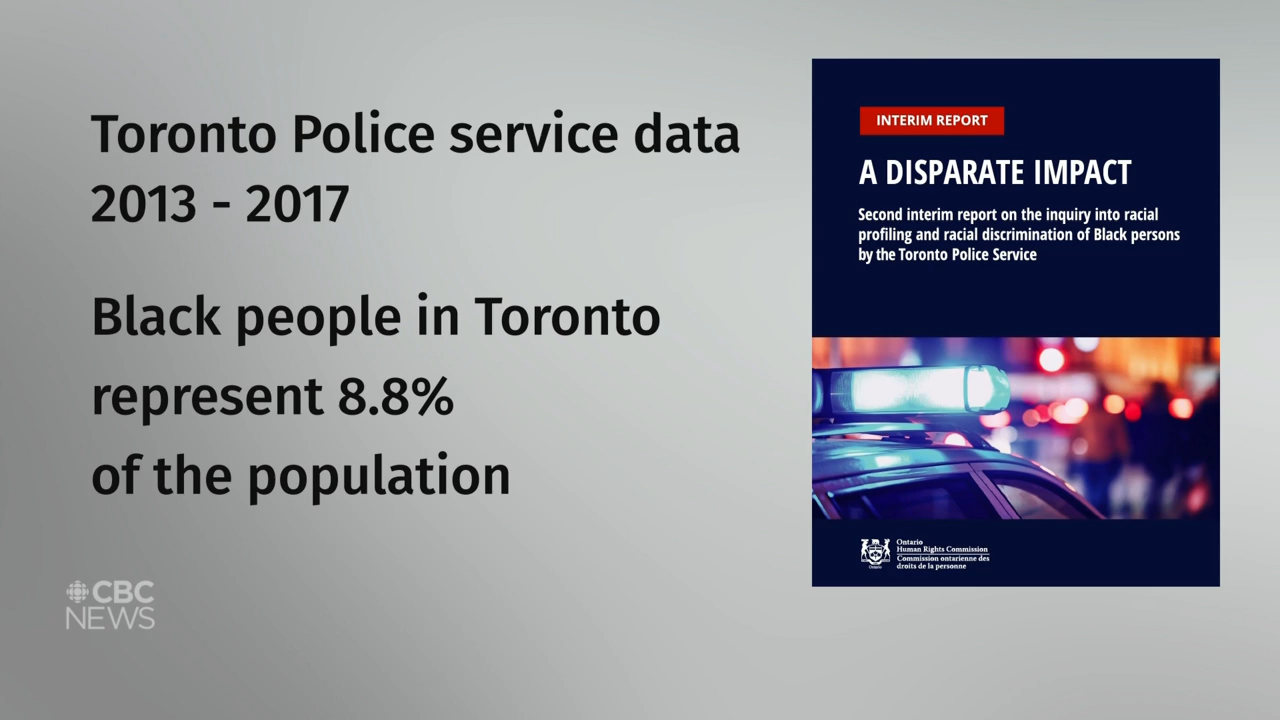 Toronto Police service data
2013 - 2017
Black people in Toronto
represent 8.8%
of the population
CBC
NEWS
INTERIM REPORT
A DISPARATE IMPACT
Second interim report on the inquiry into racial
profiling and racial discrimination of Black persons
by the Toronto Police Service
Ontario
Human Rights Commission
Commission ontarienne des
droits de la personne
Ontario